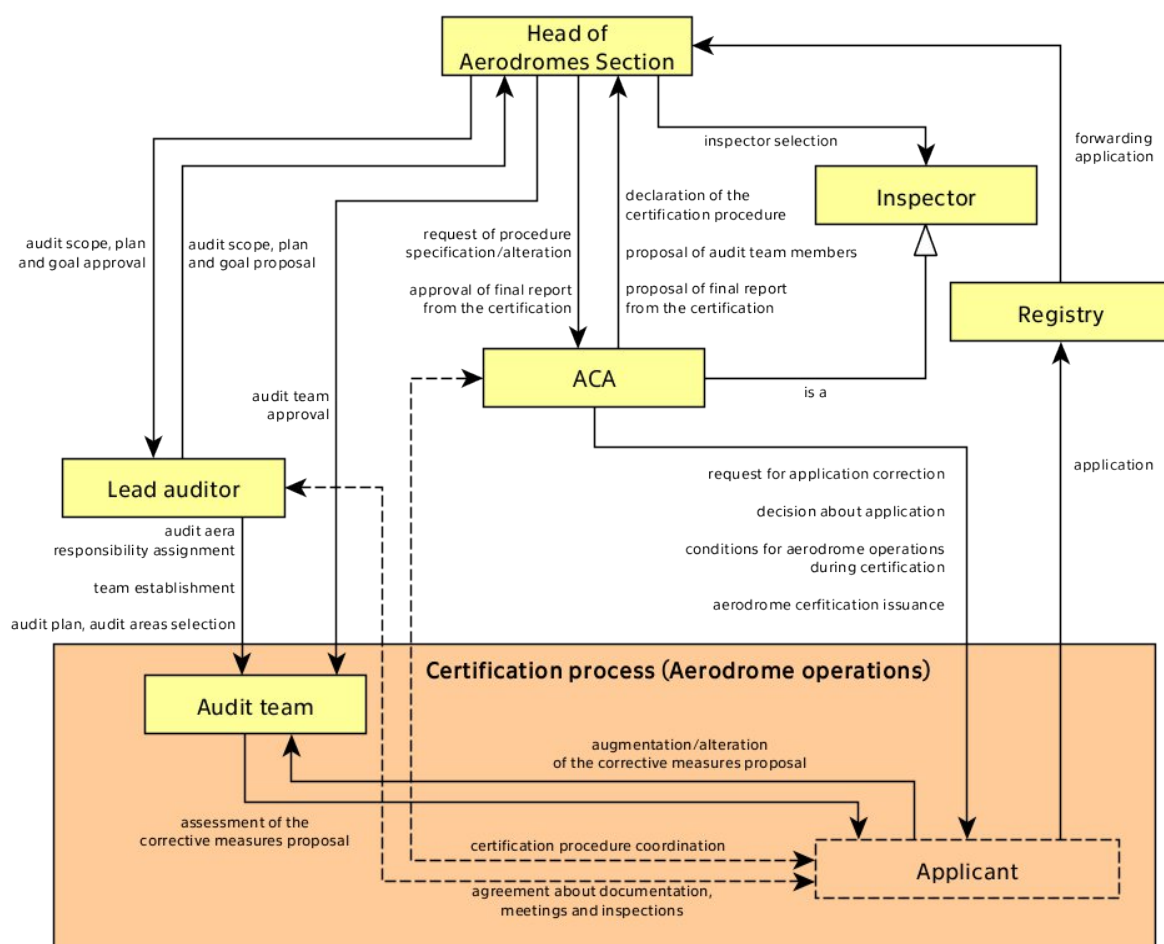 Head of
Aerodromes Section
inspector selection
forwarding
application
Inspector
declaration of the
certification procedure
proposal of audit team members
proposal of final report
from the certification
request of procedure
specification/alteration
approval of final report
from the certification
audit scope, plan
and goal approval
audit scope, plan
and goal proposal
Registry
ACA
is a
audit team
approval
Lead auditor
application
request for application correction
decision about application
conditions for aerodrome operations
during certification
aerodrome cerfitication issuance
audit aera
responsibility assignment
team establishment
audit plan, audit areas selection
Certification process (Aerodrome operations)
Audit team
augmentation/alteration
of the corrective measures proposal
assessment of the
corrective measures proposal
certification procedure coordination
Applicant
agreement about documentation,
meetings and inspections